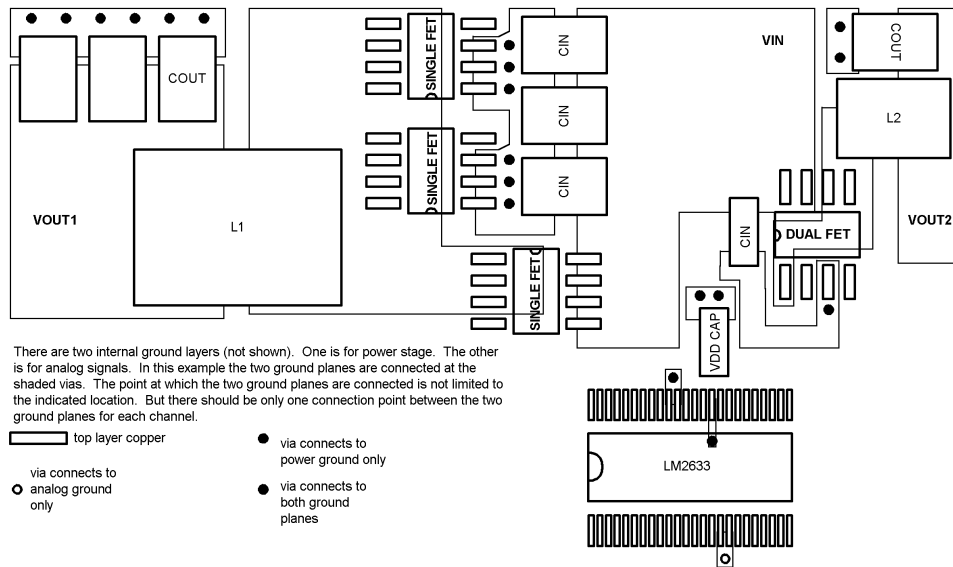 COUT
VOUT1
L1
SINGLE FET
SINGLE FET
SINGLE FET
CIN
CIN
CIN
VIN
COUT
L2
CIN
DUAL FET
VOUT2
VDD CAP
LM2633
There are two internal ground layers (not shown). One is for power stage. The other
is for analog signals. In this example the two ground planes are connected at the
shaded vias. The point at which the two ground planes are connected is not limited to
the indicated location. But there should be only one connection point between the two
ground planes for each channel.
top layer copper
via connects to
analog ground
only
via connects to
power ground only
via connects to
both ground
planes